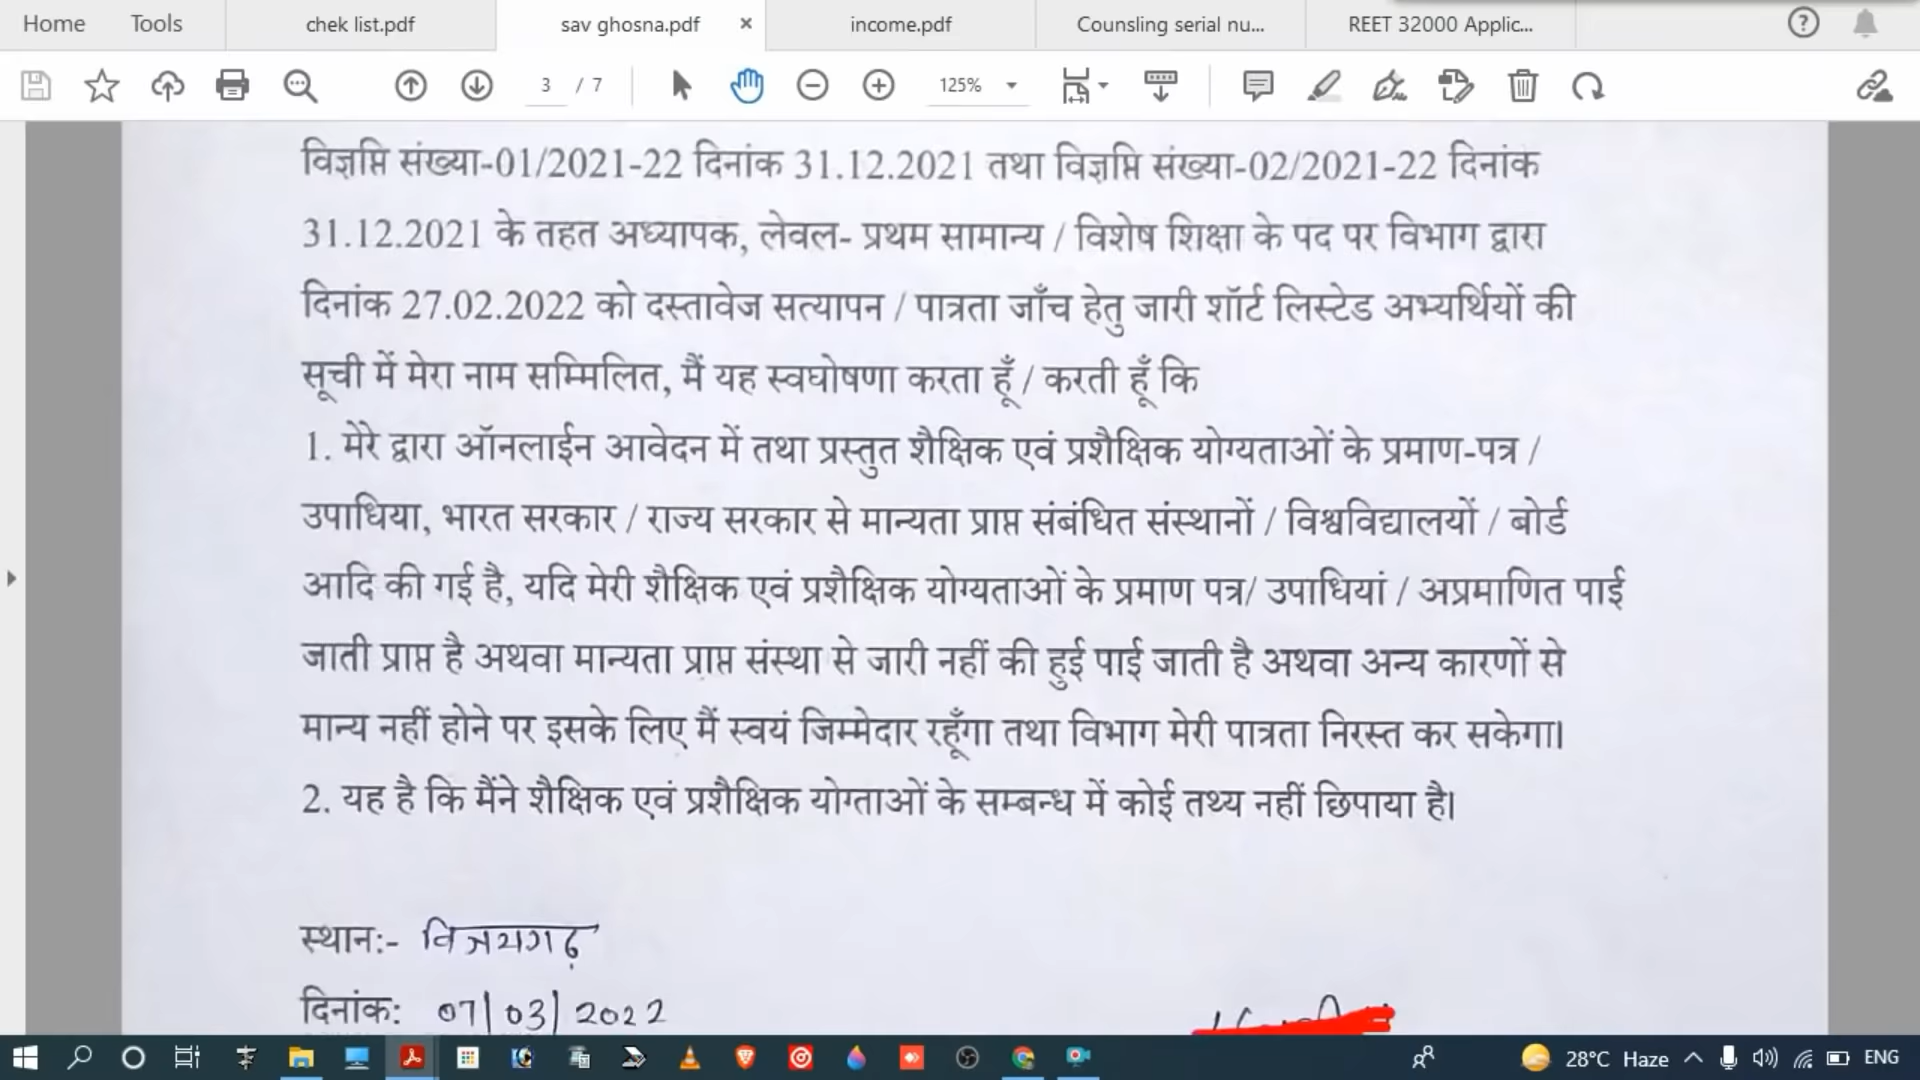 Home Tools chek list.pdf sav ghosna.pdf income.pdf Counsling serial nu... REET 32000 Applic...
3 / 7 125%
विज्ञप्ति संख्या-01/2021-22 दिनांक 31.12.2021 तथा विज्ञप्ति संख्या-02/2021-22 दिनांक
31.12.2021 के तहत अध्यापक, लेवल- प्रथम सामान्य / विशेष शिक्षा के पद पर विभाग द्वारा
दिनांक 27.02.2022 को दस्तावेज सत्यापन / पात्रता जाँच हेतु जारी शॉर्ट लिस्टेड अभ्यर्थियों की
सूची में मेरा नाम सम्मिलित, मैं यह स्वघोषणा करता हूँ / करती हूँ कि
1. मेरे द्वारा ऑनलाईन आवेदन में तथा प्रस्तुत शैक्षिक एवं प्रशैक्षिक योग्यताओं के प्रमाण-पत्र /
उपाधिया, भारत सरकार / राज्य सरकार से मान्यता प्राप्त संबंधित संस्थानों / विश्वविद्यालयों / बोर्ड
आदि की गई है, यदि मेरी शैक्षिक एवं प्रशैक्षिक योग्यताओं के प्रमाण पत्र/ उपाधियां / अप्रमाणित पाई
जाती प्राप्त है अथवा मान्यता प्राप्त संस्था से जारी नहीं की हुई पाई जाती है अथवा अन्य कारणों से
मान्य नहीं होने पर इसके लिए मैं स्वयं जिम्मेदार रहूँगा तथा विभाग मेरी पात्रता निरस्त कर सकेगा।
2. यह है कि मैंने शैक्षिक एवं प्रशैक्षिक योग्ताओं के सम्बन्ध में कोई तथ्य नहीं छिपाया है।
स्थान:- विजयगढ़
दिनांक: 07/03/2022
28°C Haze ENG